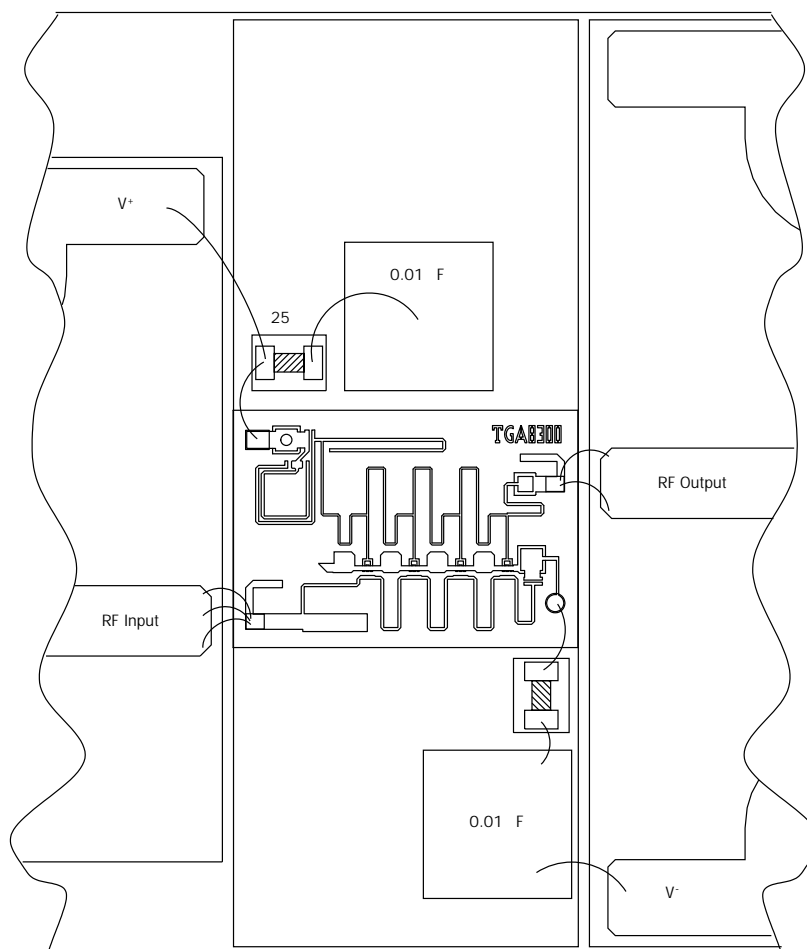 V+
0.01 F
25
TGA8300
RF Output
RF Input
0.01 F
V-